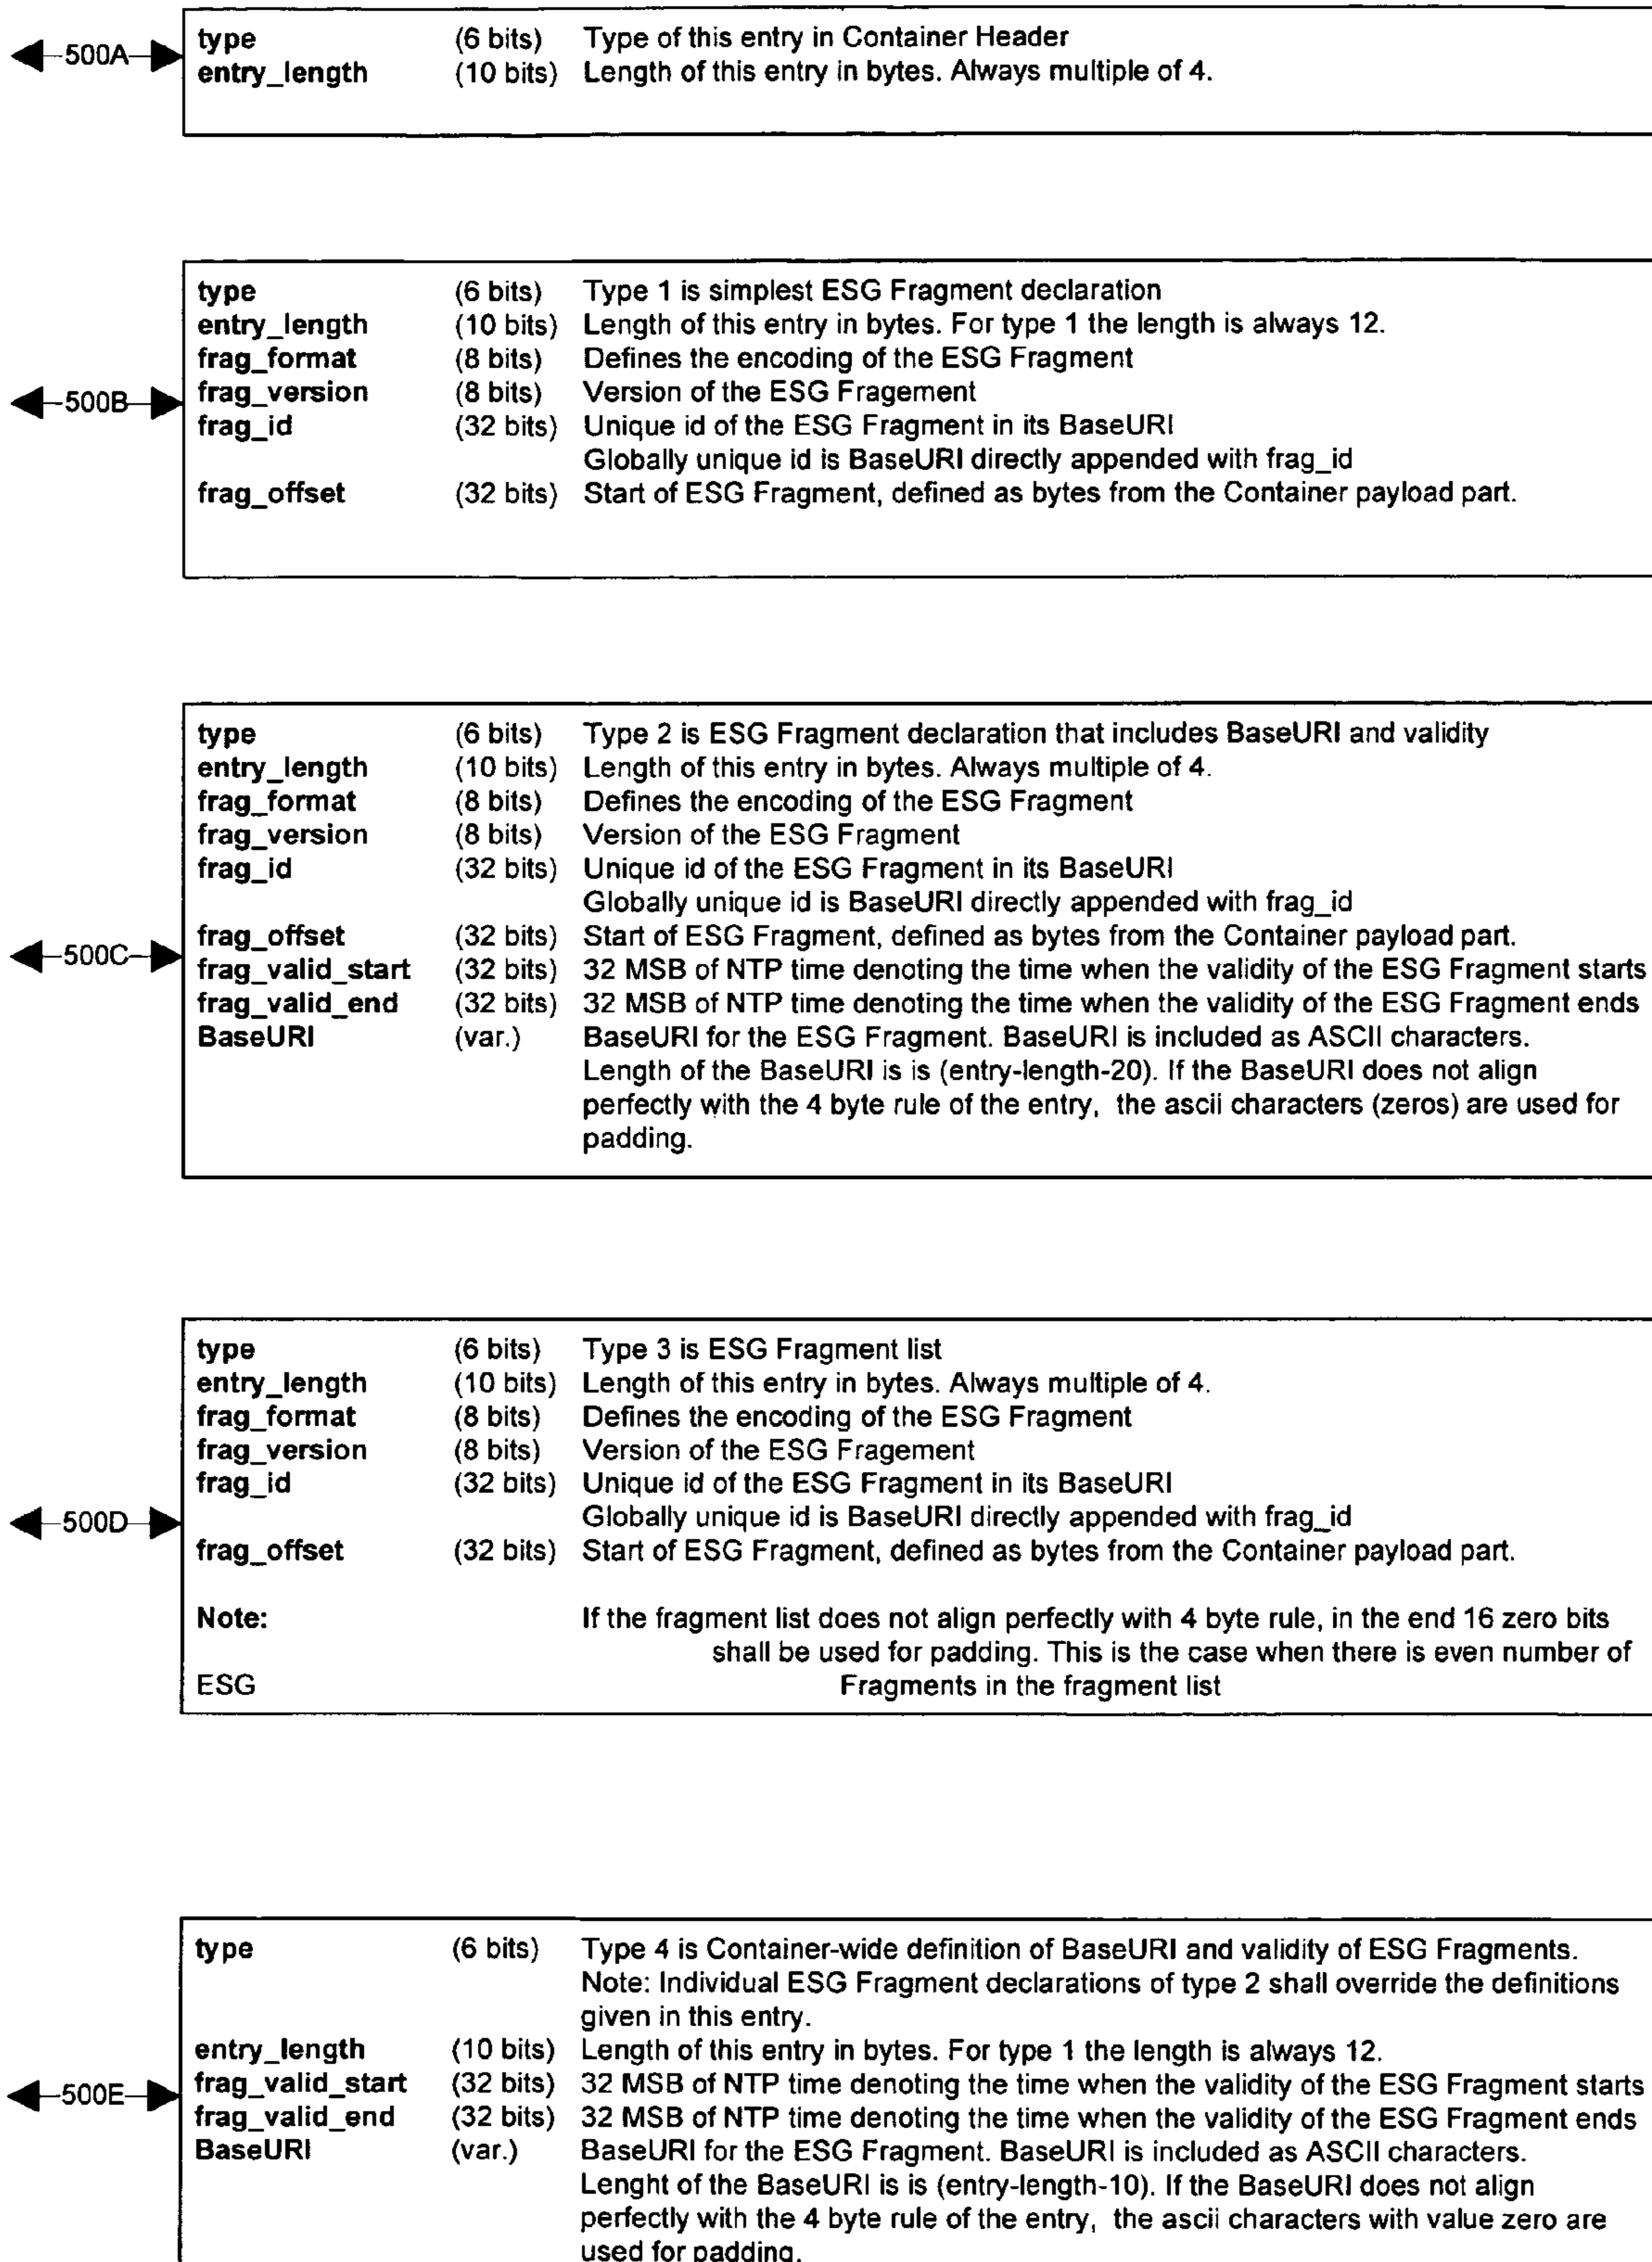 500A
type (6 bits) Type of this entry in Container Header
entry_length (10 bits) Length of this entry in bytes. Always multiple of 4.
500B
type (6 bits) Type 1 is simplest ESG Fragment declaration
entry_length (10 bits) Length of this entry in bytes. For type 1 the length is always 12.
frag_format (8 bits) Defines the encoding of the ESG Fragment
frag_version (8 bits) Version of the ESG Fragement
frag_id (32 bits) Unique id of the ESG Fragment in its BaseURI
Globally unique id is BaseURI directly appended with frag_id
frag_offset (32 bits) Start of ESG Fragment, defined as bytes from the Container payload part.
500C
type (6 bits) Type 2 is ESG Fragment declaration that includes BaseURI and validity
entry_length (10 bits) Length of this entry in bytes. Always multiple of 4.
frag_format (8 bits) Defines the encoding of the ESG Fragment
frag_version (8 bits) Version of the ESG Fragment
frag_id (32 bits) Unique id of the ESG Fragment in its BaseURI
Globally unique id is BaseURI directly appended with frag_id
frag_offset (32 bits) Start of ESG Fragment, defined as bytes from the Container payload part.
frag_valid_start (32 bits) 32 MSB of NTP time denoting the time when the validity of the ESG Fragment starts
frag_valid_end (32 bits) 32 MSB of NTP time denoting the time when the validity of the ESG Fragment ends
BaseURI (var.) BaseURI for the ESG Fragment. BaseURI is included as ASCII characters.
Length of the BaseURI is is (entry-length-20). If the BaseURI does not align
perfectly with the 4 byte rule of the entry, the ascii characters (zeros) are used for
padding.
500D
type (6 bits) Type 3 is ESG Fragment list
entry_length (10 bits) Length of this entry in bytes. Always multiple of 4.
frag_format (8 bits) Defines the encoding of the ESG Fragment
frag_version (8 bits) Version of the ESG Fragement
frag_id (32 bits) Unique id of the ESG Fragment in its BaseURI
Globally unique id is BaseURI directly appended with frag_id
frag_offset (32 bits) Start of ESG Fragment, defined as bytes from the Container payload part.
Note: If the fragment list does not align perfectly with 4 byte rule, in the end 16 zero bits
shall be used for padding. This is the case when there is even number of
ESG Fragments in the fragment list
500E
type (6 bits) Type 4 is Container-wide definition of BaseURI and validity of ESG Fragments.
Note: Individual ESG Fragment declarations of type 2 shall override the definitions
given in this entry.
entry_length (10 bits) Length of this entry in bytes. For type 1 the length is always 12.
frag_valid_start (32 bits) 32 MSB of NTP time denoting the time when the validity of the ESG Fragment starts
frag_valid_end (32 bits) 32 MSB of NTP time denoting the time when the validity of the ESG Fragment ends
BaseURI (var.) BaseURI for the ESG Fragment. BaseURI is included as ASCII characters.
Lenght of the BaseURI is is (entry-length-10). If the BaseURI does not align
perfectly with the 4 byte rule of the entry, the ascii characters with value zero are
used for padding.